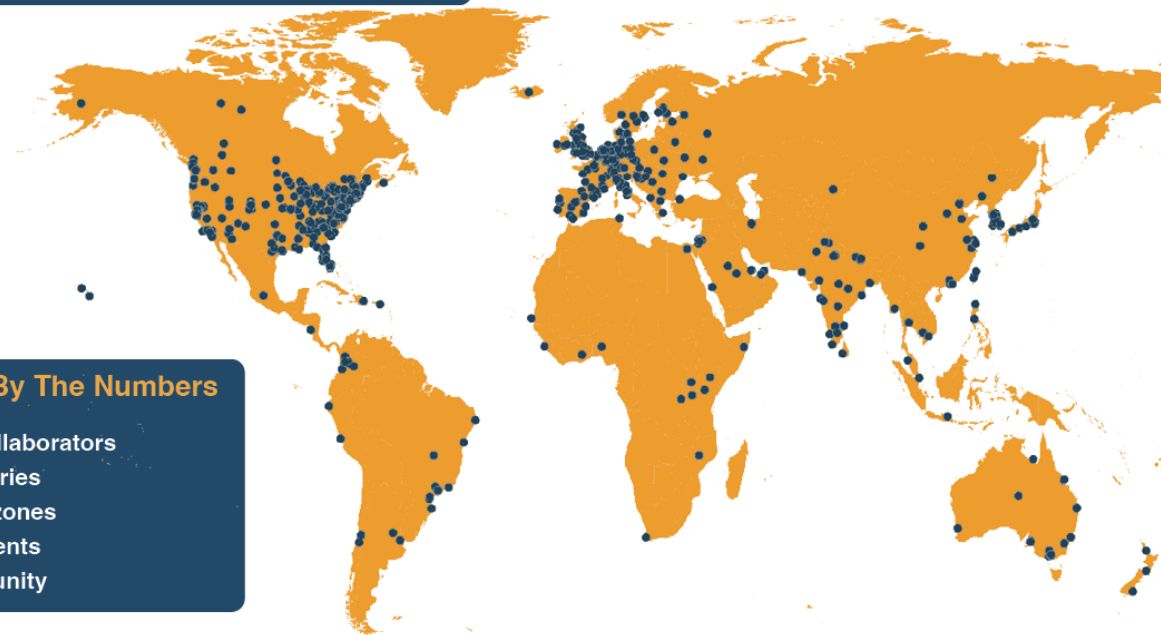 By The Numbers
llaborators
ries
zones
ents
unity